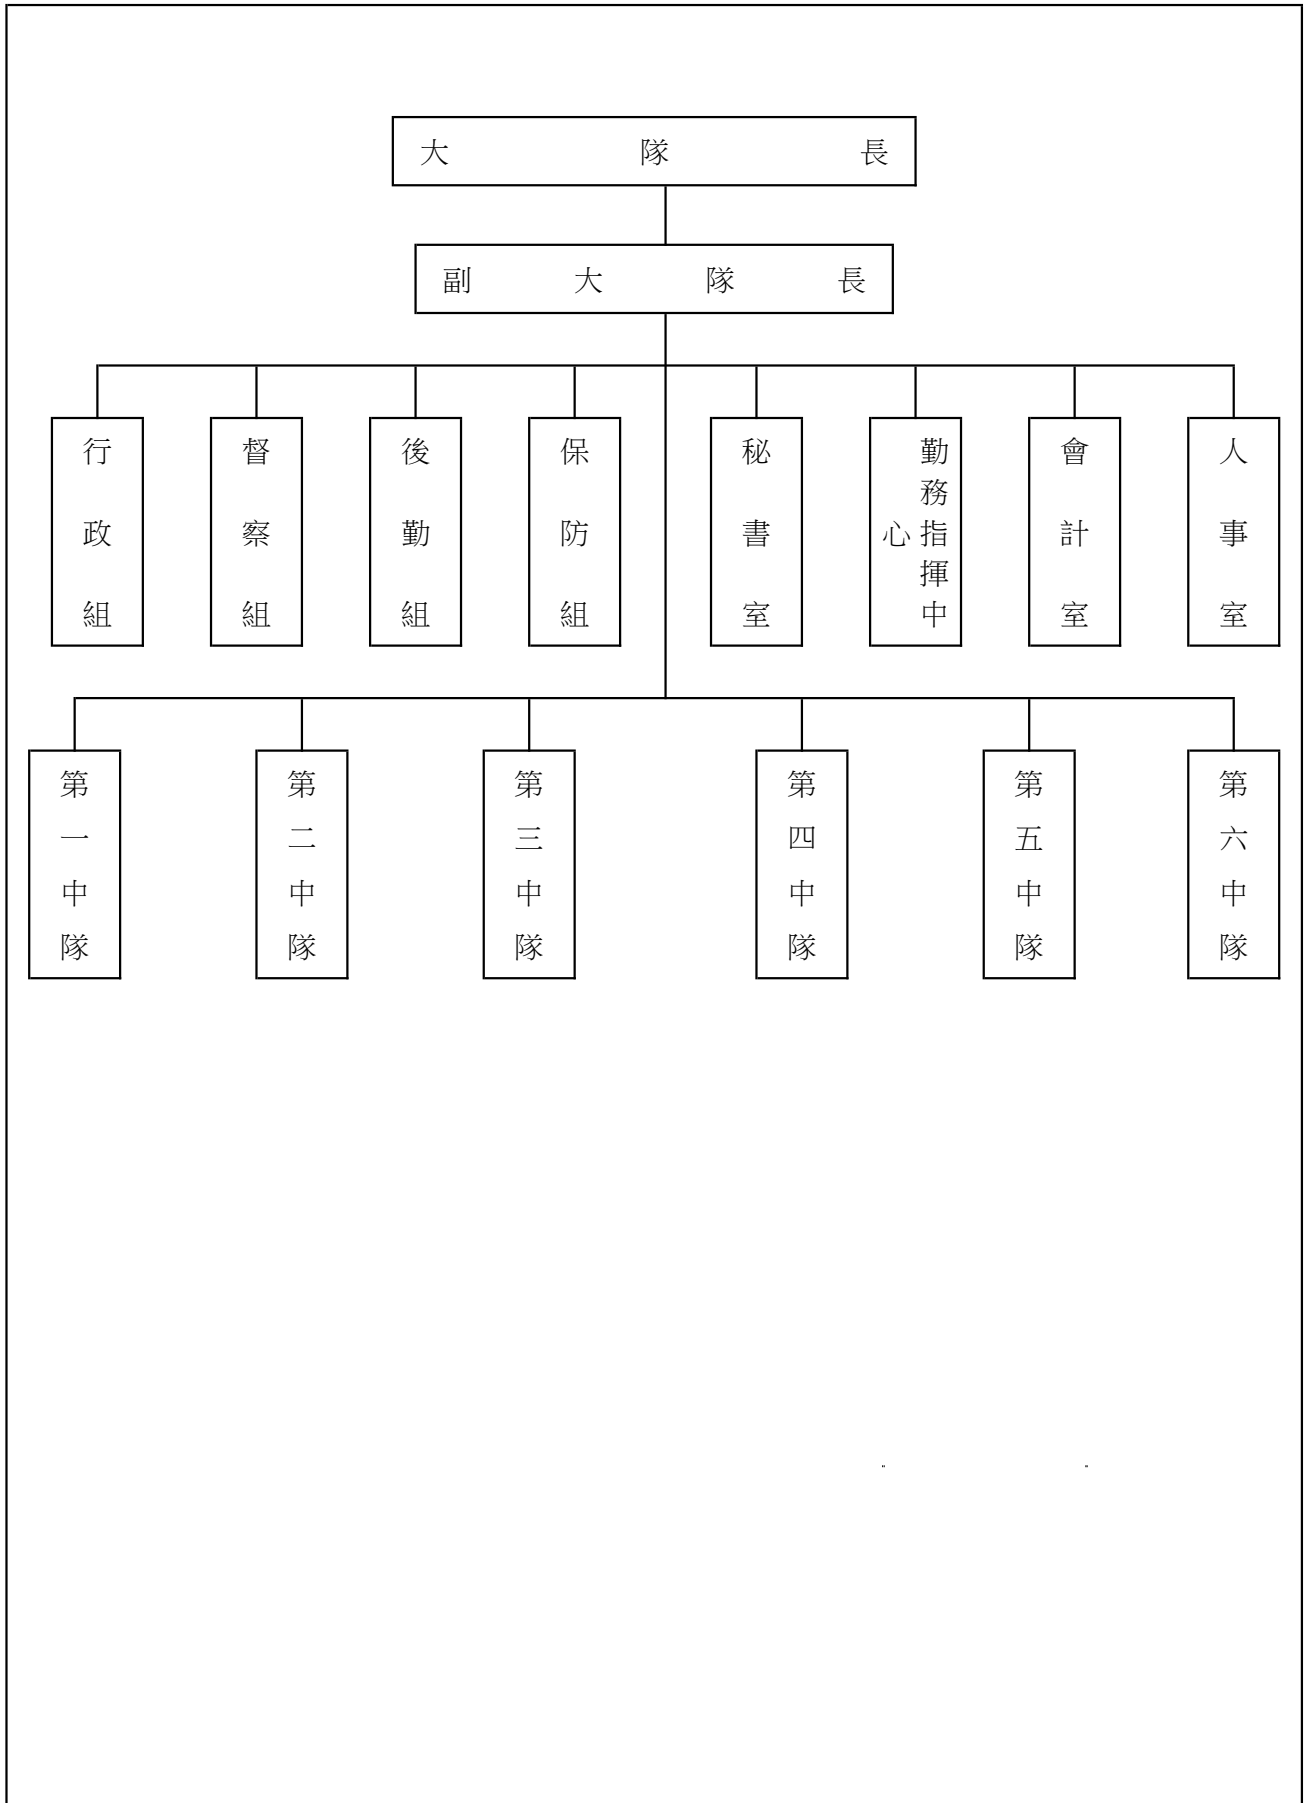 大隊長
副大隊長
行政組
督察組
後勤組
保防組
秘書室
勤務指揮中
心
會計室
人事室
第一中隊
第二中隊
第三中隊
第四中隊
第五中隊
第六中隊